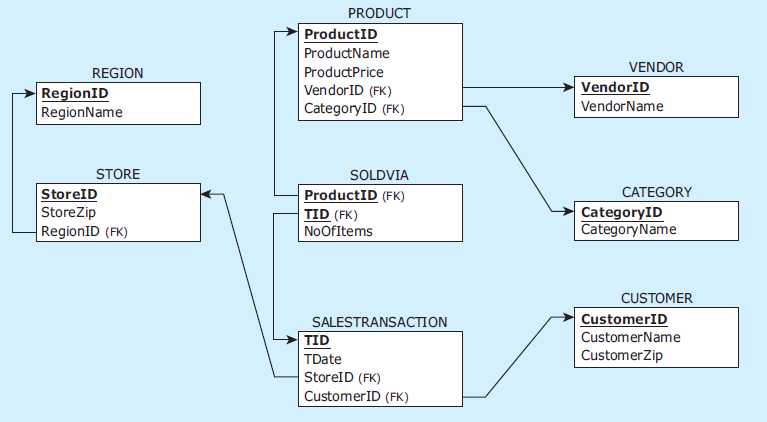 PRODUCT
ProductID
ProductName
ProductPrice
VendorID (FK)
CategoryID (FK)
REGION
RegionID
RegionName
VENDOR
VendorID
VendorName
STORE
StoreID
StoreZip
RegionID (FK)
SOLDVIA
ProductID (FK)
TID (FK)
NoOfItems
CATEGORY
CategoryID
CategoryName
SALESTRANSACTION
TID
TDate
StoreID (FK)
CustomerID (FK)
CUSTOMER
CustomerID
CustomerName
CustomerZip